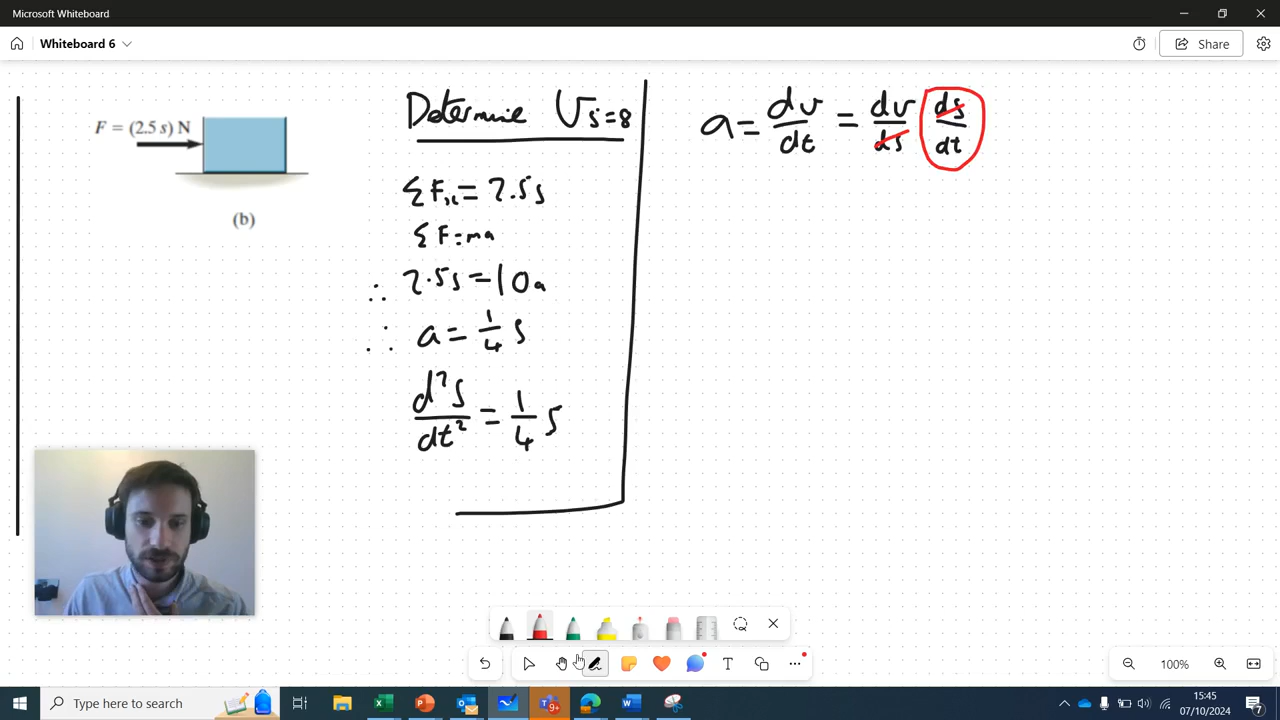 Microsoft Whiteboard
Whiteboard 6
Share
F = (2.5 s) N
(b)
Determine V s=8
ΣFx = 2.5s
ΣF=ma
∴ 2.5s = 10a
∴ a = 1/4 s
d²s/dt² = 1/4 s
a = dv/dt = dv/ds ds/dt
T
100%
Type here to search
9+
15:45
07/10/2024
7